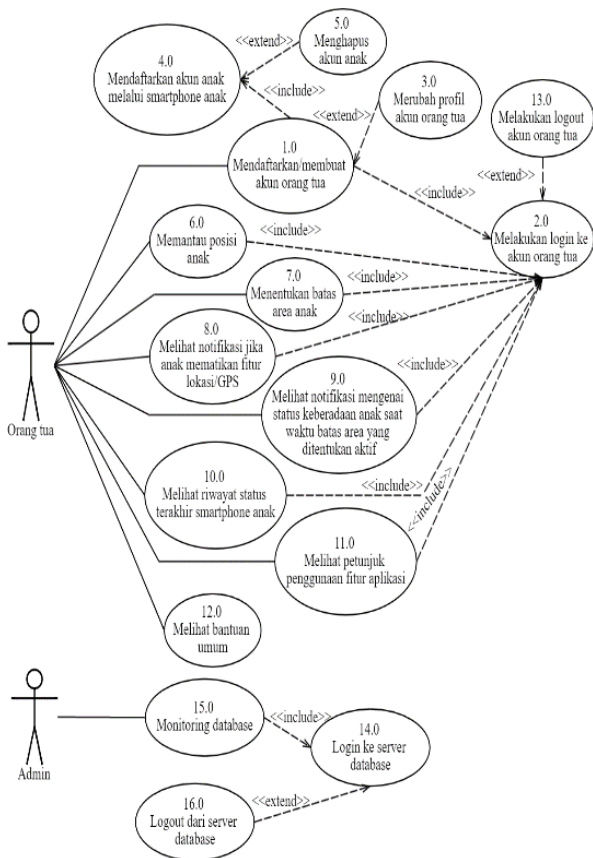 5.0
Menghapus
akun anak
<<extend>>
4.0
Mendaftarkan akun anak
melalui smartphone anak
<<include>>
3.0
Merubah profil
akun orang tua
<<extend>>
13.0
Melakukan logout
akun orang tua
<<extend>>
1.0
Mendaftarkan/membuat
akun orang tua
<<include>>
2.0
Melakukan login ke
akun orang tua
6.0
Memantau posisi
anak
<<include>>
7.0
Menentukan batas
area anak
<<include>>
8.0
Melihat notifikasi jika
anak mematikan fitur
lokasi/GPS
<<include>>
9.0
Melihat notifikasi mengenai
status keberadaan anak saat
waktu batas area yang
ditentukan aktif
<<include>>
Orang tua
10.0
Melihat riwayat status
terakhir smartphone anak
<<include>>
<<include>>
11.0
Melihat petunjuk
penggunaan fitur aplikasi
12.0
Melihat bantuan
umum
15.0
Monitoring database
<<include>>
14.0
Login ke server
database
Admin
16.0
Logout dari server
database
<<extend>>